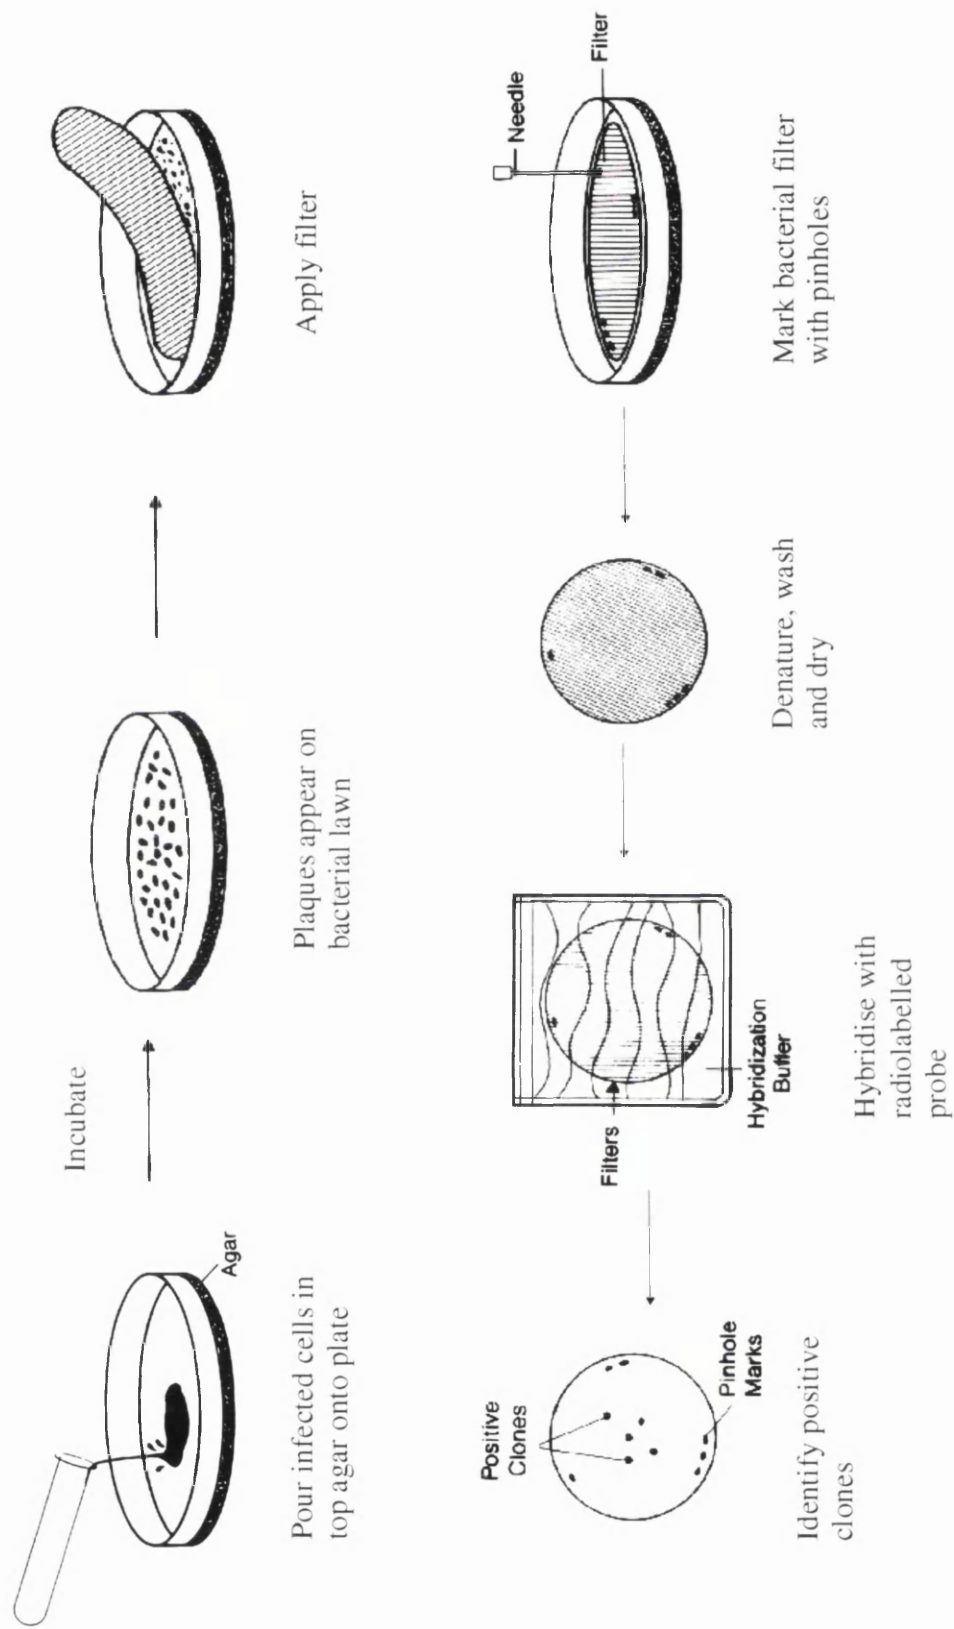 Incubate
Agar
Pour infected cells in
top agar onto plate
Plaques appear on
bacterial lawn
Apply filter
Needle
Filter
Mark bacterial filter
with pinholes
Denature, wash
and dry
Filters
Hybridization
Buffer
Hybridise with
radiolabelled
probe
Positive
Clones
Pinhole
Marks
Identify positive
clones